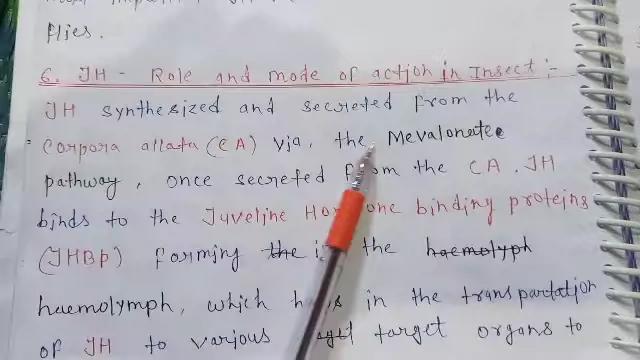 flies.
6. JH - Role and mode of action in Insect :-
JH synthesized and secreted from the
Corpora allata (CA) via, the Mevalonate
pathway, once secreted from the CA. JH
binds to the Juveline Hormone binding proteins
(JHBP) forming the in the haemolyph
haemolymph, which helps in the transpartation
of JH to various target organs to